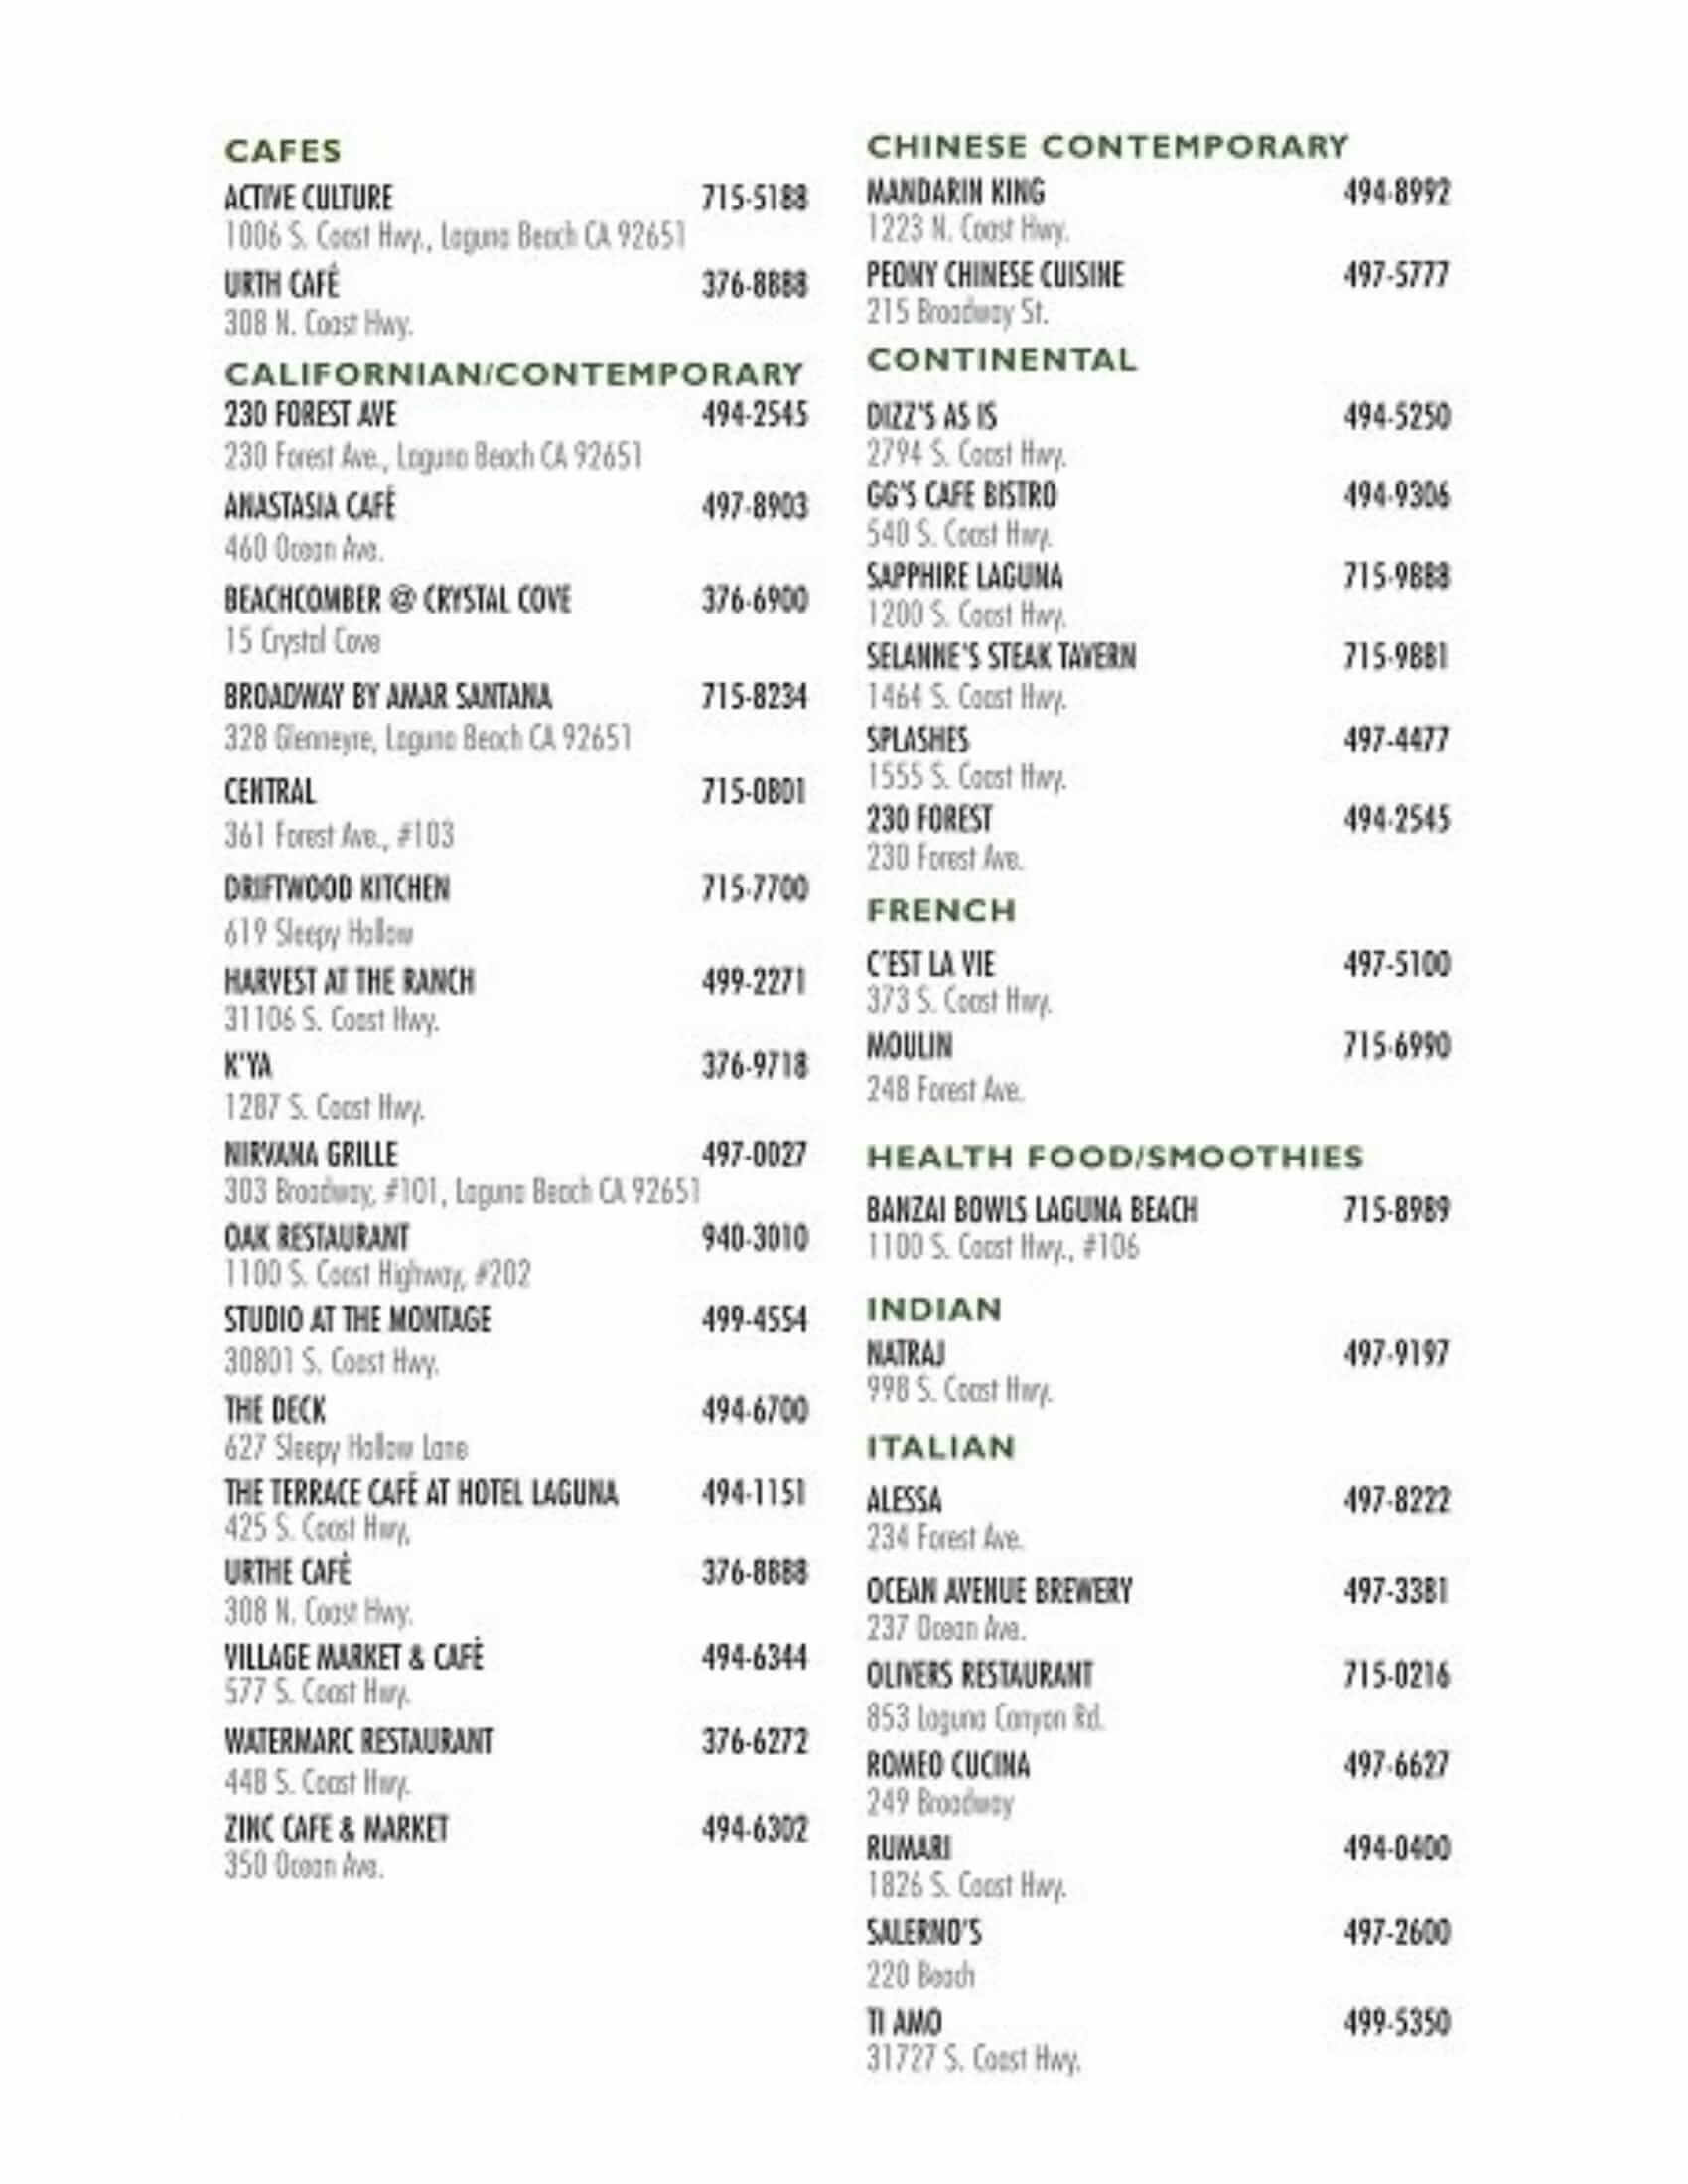 CAFES
ACTIVE CULTURE 715-5188
1006 S. Coast Hwy., Laguna Beach CA 92651
URTH CAFÉ 376-8888
308 N. Coast Hwy.
CALIFORNIAN/CONTEMPORARY
230 FOREST AVE 494-2545
230 Forest Ave., Laguna Beach CA 92651
ANASTASIA CAFÉ 497-8903
460 Ocean Ave.
BEACHCOMBER @ CRYSTAL COVE 376-6900
15 Crystal Cove
BROADWAY BY AMAR SANTANA 715-8234
328 Glenneyre, Laguna Beach CA 92651
CENTRAL 715-0801
361 Forest Ave., #103
DRIFTWOOD KITCHEN 715-7700
619 Sleepy Hollow
HARVEST AT THE RANCH 499-2271
31106 S. Coast Hwy.
K'YA 376-9718
1287 S. Coast Hwy.
NIRVANA GRILLE 497-0027
303 Broadway, #101, Laguna Beach CA 92651
OAK RESTAURANT 940-3010
1100 S. Coast Highway, #202
STUDIO AT THE MONTAGE 499-4554
30801 S. Coast Hwy.
THE DECK 494-6700
627 Sleepy Hollow Lane
THE TERRACE CAFÉ AT HOTEL LAGUNA 494-1151
425 S. Coast Hwy,
URTHE CAFÉ 376-8888
308 N. Coast Hwy.
VILLAGE MARKET & CAFÉ 494-6344
577 S. Coast Hwy.
WATERMARC RESTAURANT 376-6272
448 S. Coast Hwy.
ZINC CAFE & MARKET 494-6302
350 Ocean Ave.
CHINESE CONTEMPORARY
MANDARIN KING 494-8992
1223 N. Coast Hwy.
PEONY CHINESE CUISINE 497-5777
215 Broadway St.
CONTINENTAL
DIZZ'S AS IS 494-5250
2794 S. Coast Hwy.
GG'S CAFE BISTRO 494-9306
540 S. Coast Hwy.
SAPPHIRE LAGUNA 715-9888
1200 S. Coast Hwy.
SELANNE'S STEAK TAVERN 715-9881
1464 S. Coast Hwy.
SPLASHES 497-4477
1555 S. Coast Hwy.
230 FOREST 494-2545
230 Forest Ave.
FRENCH
C'EST LA VIE 497-5100
373 S. Coast Hwy.
MOULIN 715-6990
248 Forest Ave.
HEALTH FOOD/SMOOTHIES
BANZAI BOWLS LAGUNA BEACH 715-8989
1100 S. Coast Hwy., #106
INDIAN
NATRAJ 497-9197
998 S. Coast Hwy.
ITALIAN
ALESSA 497-8222
234 Forest Ave.
OCEAN AVENUE BREWERY 497-3381
237 Ocean Ave.
OLIVERS RESTAURANT 715-0216
853 Laguna Canyon Rd.
ROMEO CUCINA 497-6627
249 Broadway
RUMARI 494-0400
1826 S. Coast Hwy.
SALERNO'S 497-2600
220 Beach
TI AMO 499-5350
31727 S. Coast Hwy.